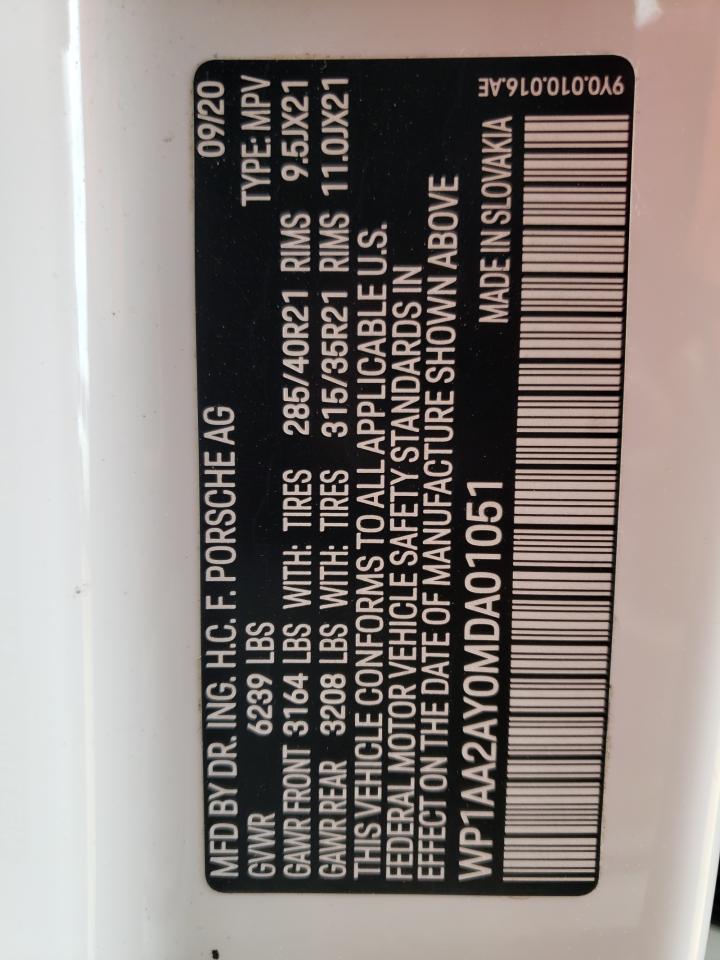 MFD BY DR. ING. H.C. F. PORSCHE AG 09/20
GVWR 6239 LBS TYPE: MPV
GAWR FRONT 3164 LBS WITH: TIRES 285/40R21 RIMS 9.5JX21
GAWR REAR 3208 LBS WITH: TIRES 315/35R21 RIMS 11.0JX21
THIS VEHICLE CONFORMS TO ALL APPLICABLE U.S.
FEDERAL MOTOR VEHICLE SAFETY STANDARDS IN
EFFECT ON THE DATE OF MANUFACTURE SHOWN ABOVE
WP1AA2AY0MDA01051 MADE IN SLOVAKIA
9Y0.010.016.AE